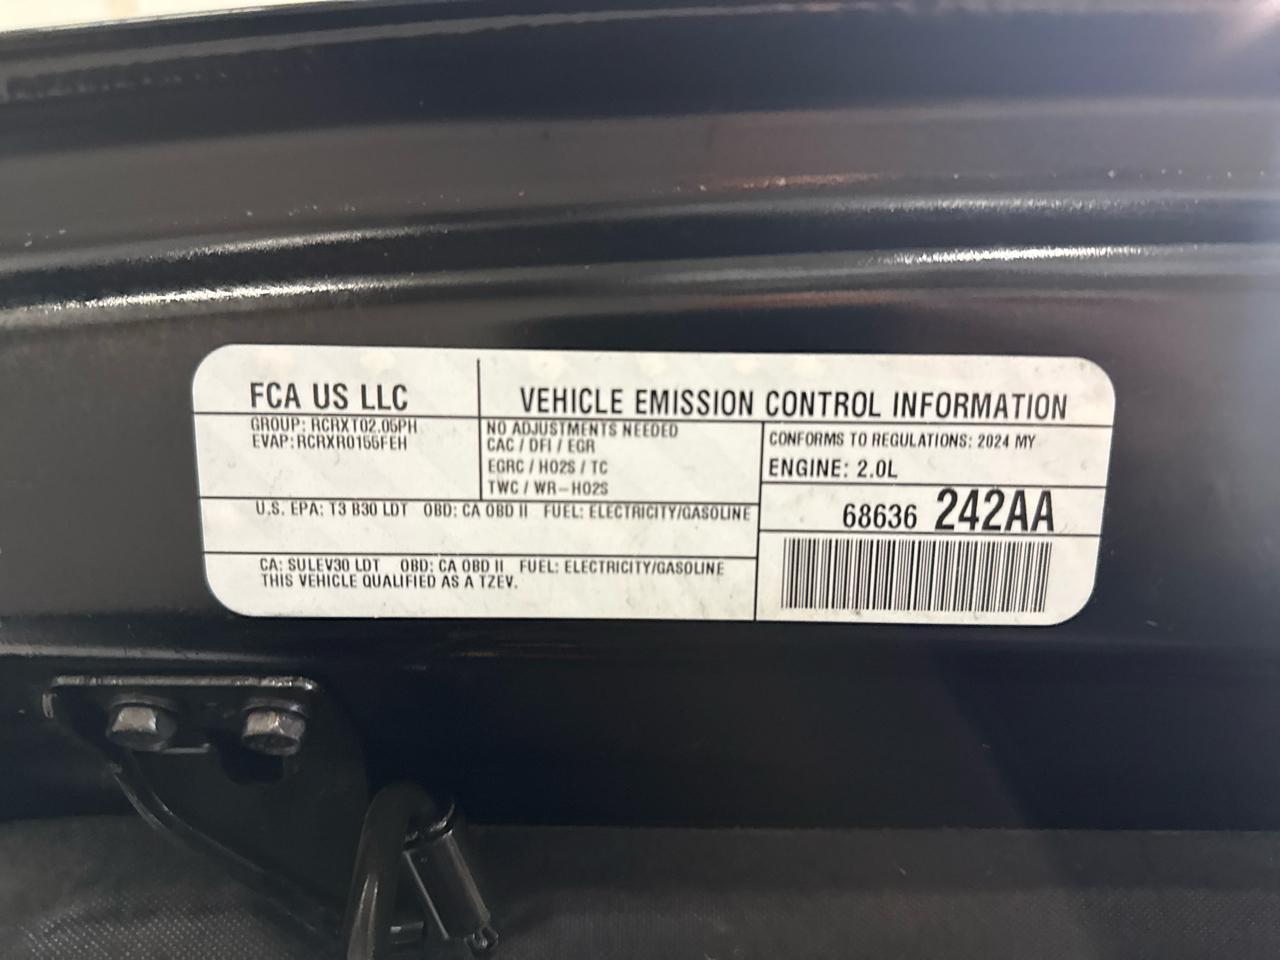 FCA US LLC
VEHICLE EMISSION CONTROL INFORMATION
GROUP: RCRXT02.05PH
EVAP:RCRXR0155FEH
NO ADJUSTMENTS NEEDED
CAC / DFI / EGR
EGRC / HO2S / TC
TWC / WR-HO2S
CONFORMS TO REGULATIONS: 2024 MY
ENGINE: 2.0L
68636 242AA
U.S. EPA: T3 B30 LDT OBD: CA OBD II FUEL: ELECTRICITY/GASOLINE
CA: SULEV30 LDT OBD: CA OBD II FUEL: ELECTRICITY/GASOLINE
THIS VEHICLE QUALIFIED AS A TZEV.